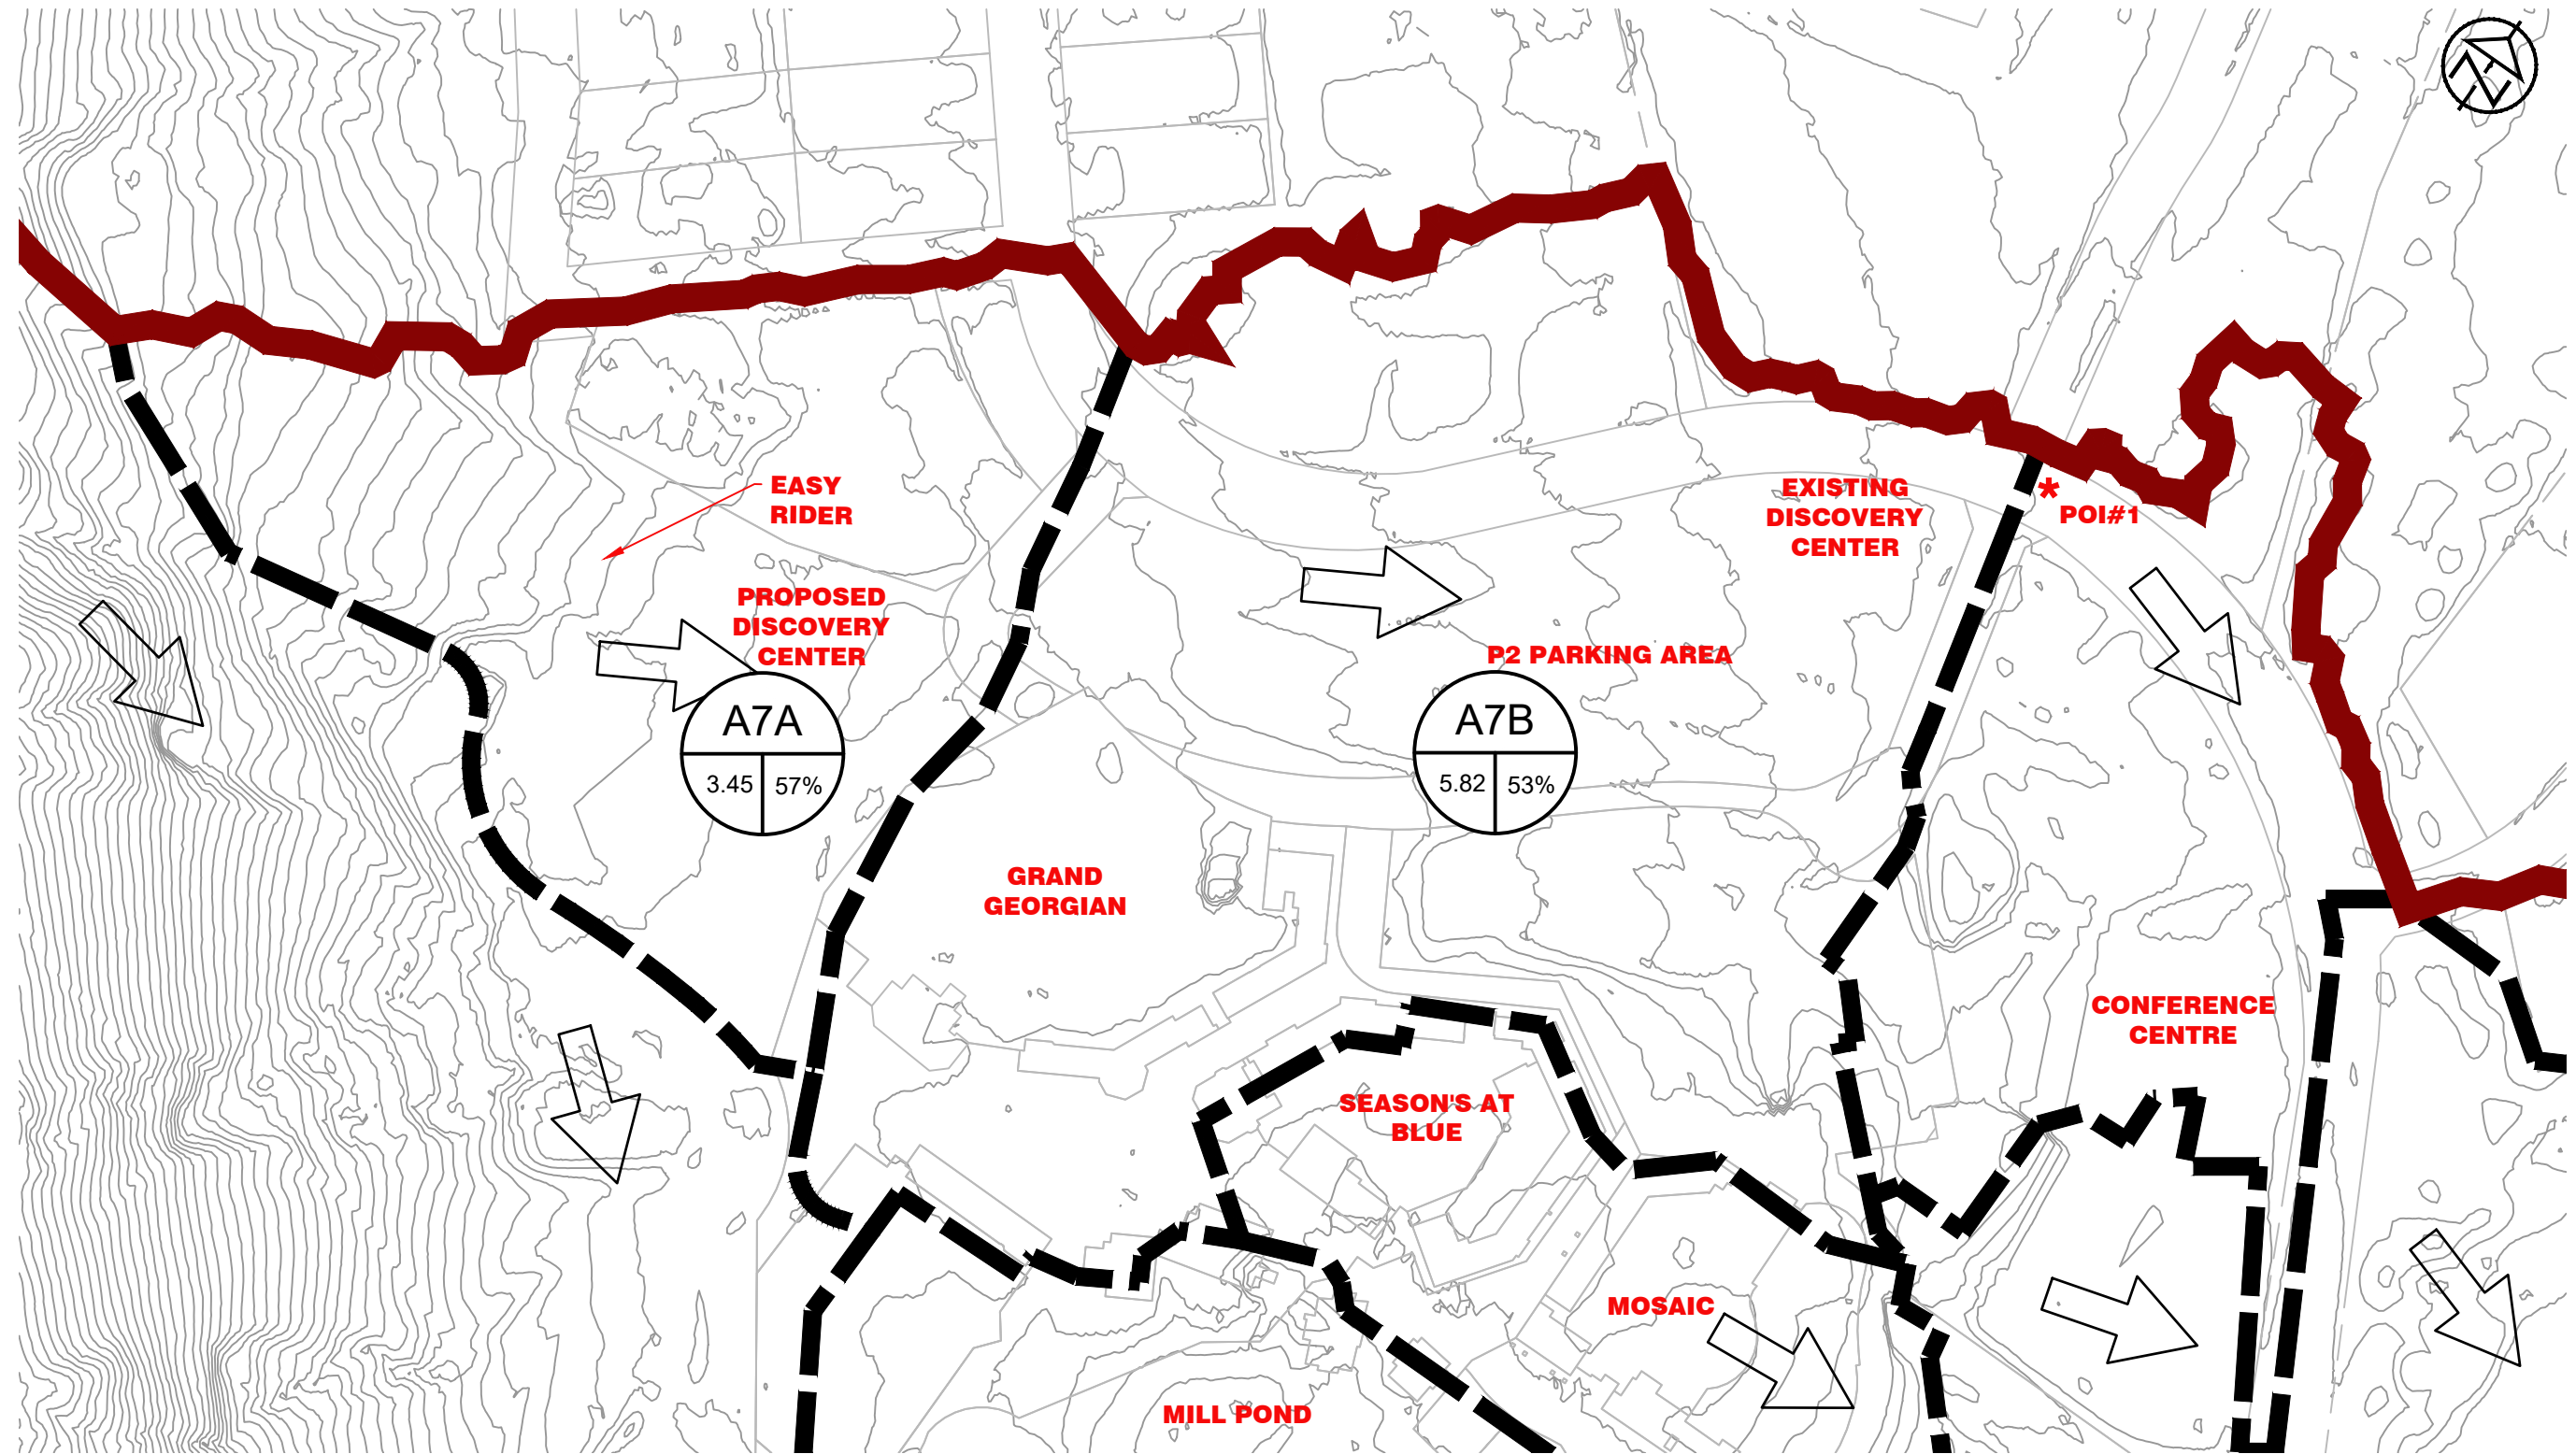 EASY
RIDER
EXISTING
DISCOVERY
CENTER
*
POI#1
PROPOSED
DISCOVERY
CENTER
P2 PARKING AREA
A7A
3.45 57%
A7B
5.82 53%
GRAND
GEORGIAN
CONFERENCE
CENTRE
SEASON'S AT
BLUE
MOSAIC
MILL POND